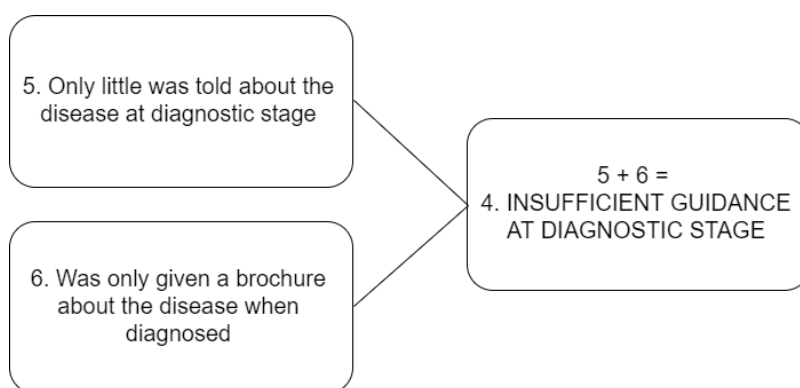 5. Only little was told about the
disease at diagnostic stage
5 + 6 =
4. INSUFFICIENT GUIDANCE
AT DIAGNOSTIC STAGE
6. Was only given a brochure
about the disease when
diagnosed